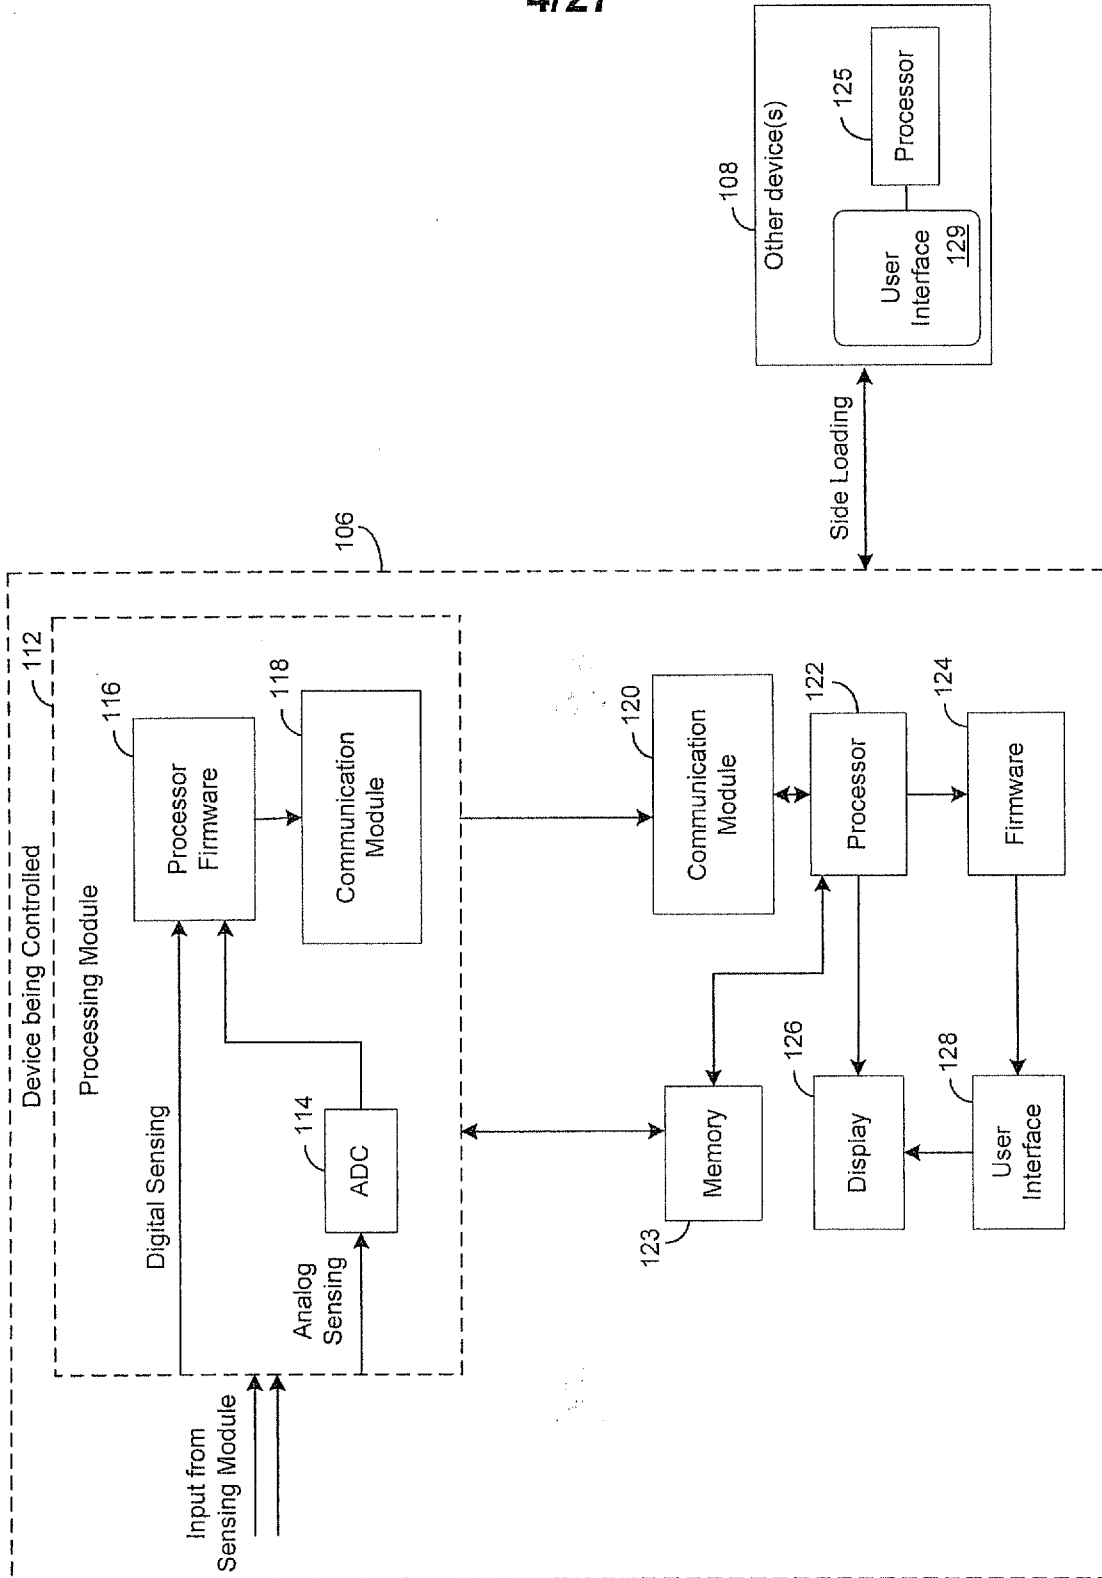 4/27
Device being Controlled
112
106
Processing Module
Digital Sensing
116
Processor
Firmware
118
Communication
Module
114
ADC
Analog
Sensing
Input from
Sensing Module
120
Communication
Module
122
Processor
124
Firmware
123
Memory
126
Display
128
User
Interface
Side Loading
108
Other device(s)
125
Processor
User
Interface
129